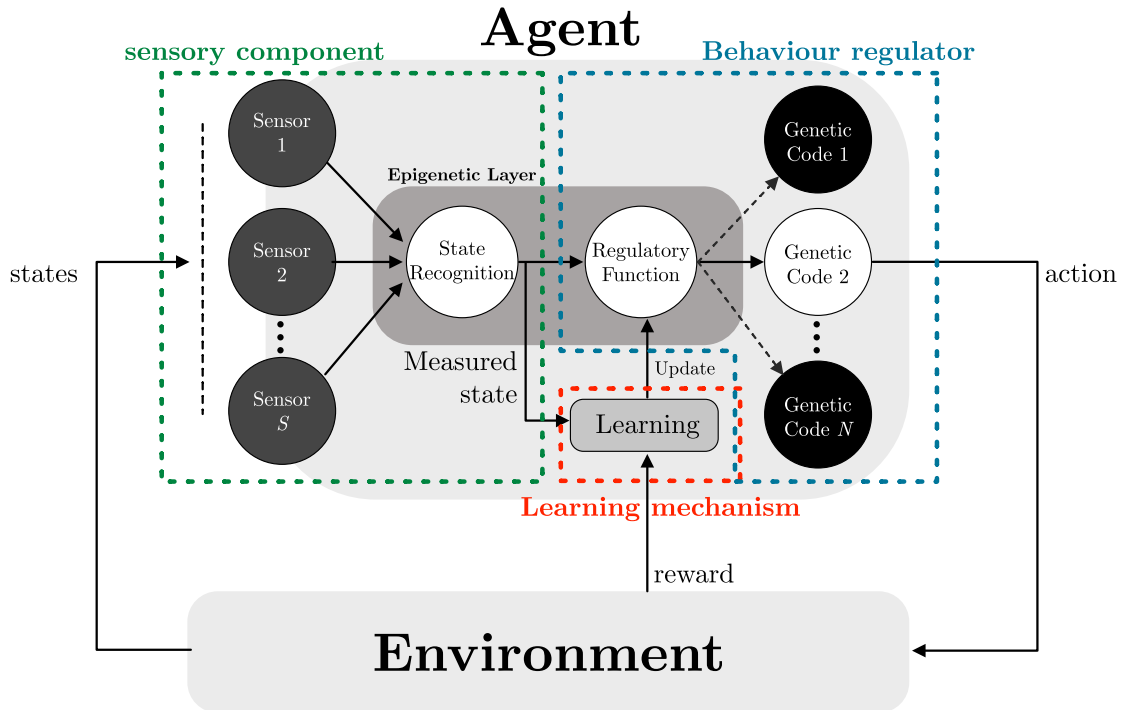 Agent
sensory component
Behaviour regulator
Sensor
1
Genetic
Code 1
Epigenetic Layer
Sensor
2
State
Recognition
Regulatory
Function
Genetic
Code 2
states
action
Measured
state
Update
Sensor
S
Learning
Genetic
Code N
Learning mechanism
reward
Environment